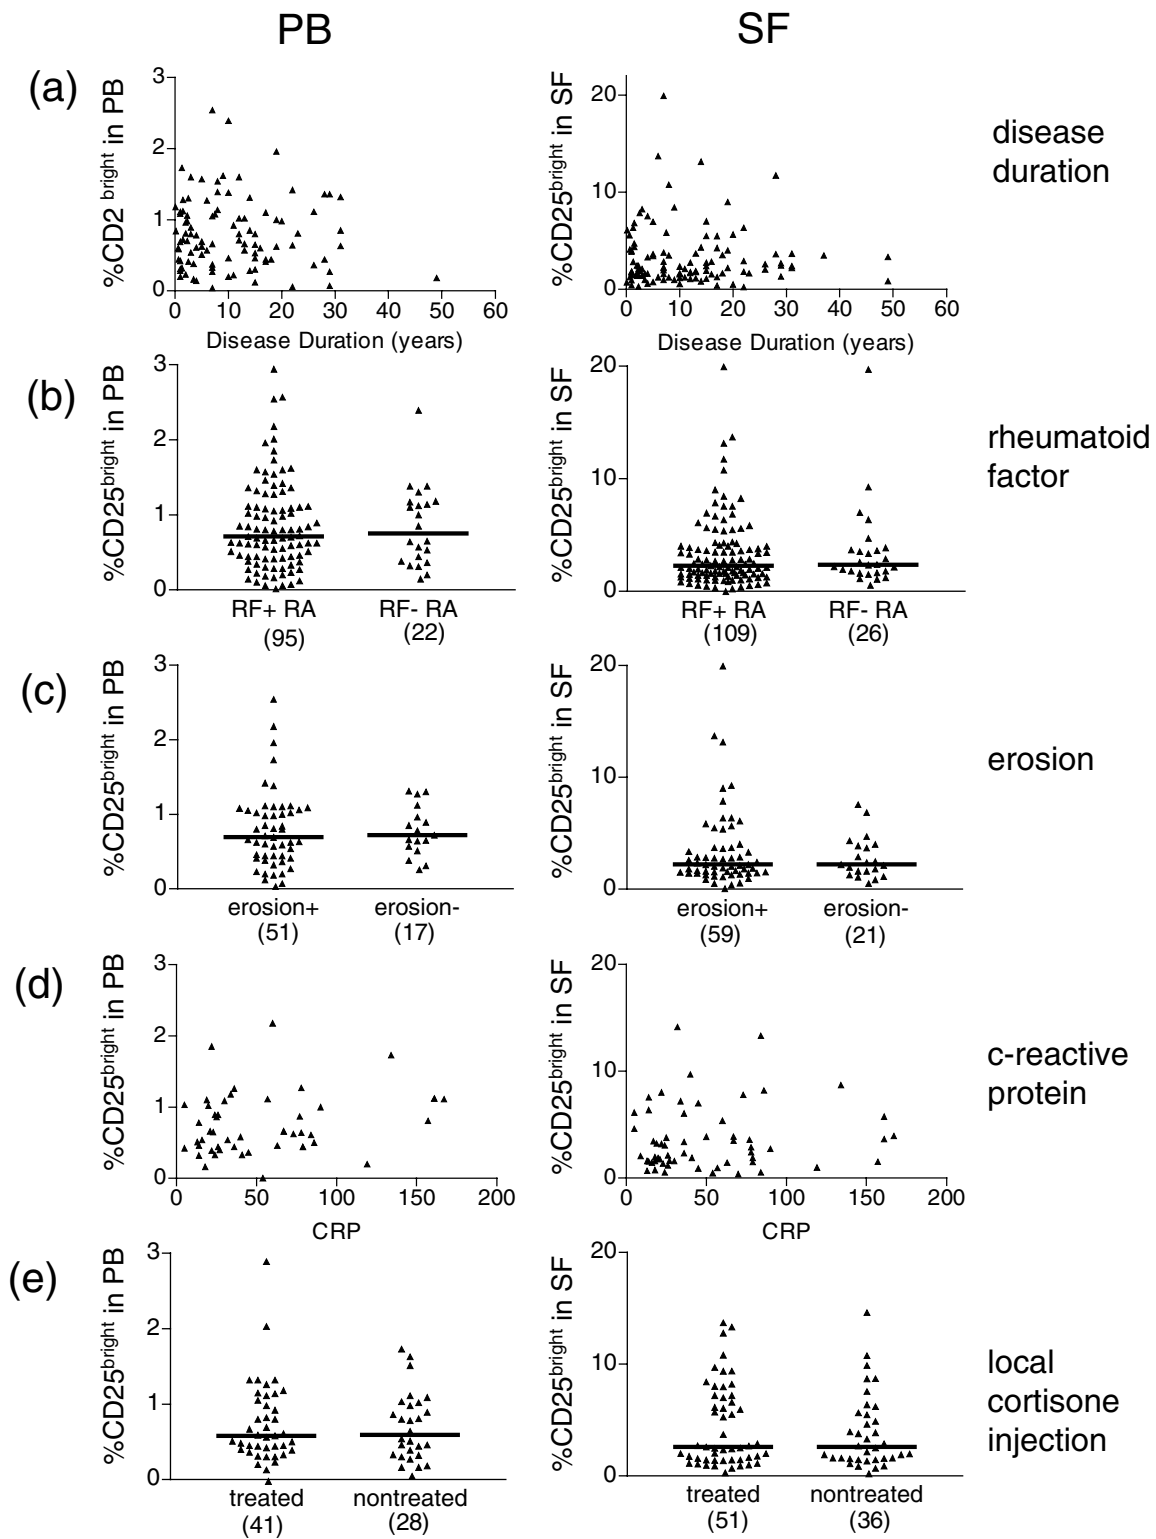 PB
SF
(a)
%CD2 bright in PB
3
2
1
0
0 10 20 30 40 50 60
Disease Duration (years)
%CD25bright in SF
20
10
0
0 10 20 30 40 50 60
Disease Duration (years)
disease
duration
(b)
%CD25bright in PB
3
2
1
0
RF+ RA RF- RA
(95) (22)
%CD25bright in SF
20
10
0
RF+ RA RF- RA
(109) (26)
rheumatoid
factor
(c)
%CD25bright in PB
3
2
1
0
erosion+ erosion-
(51) (17)
%CD25bright in SF
20
10
0
erosion+ erosion-
(59) (21)
erosion
(d)
%CD25bright in PB
3
2
1
0
0 50 100 150 200
CRP
%CD25bright in SF
20
10
0
0 50 100 150 200
CRP
c-reactive
protein
(e)
%CD25bright in PB
3
2
1
0
treated nontreated
(41) (28)
%CD25bright in SF
20
10
0
treated nontreated
(51) (36)
local
cortisone
injection